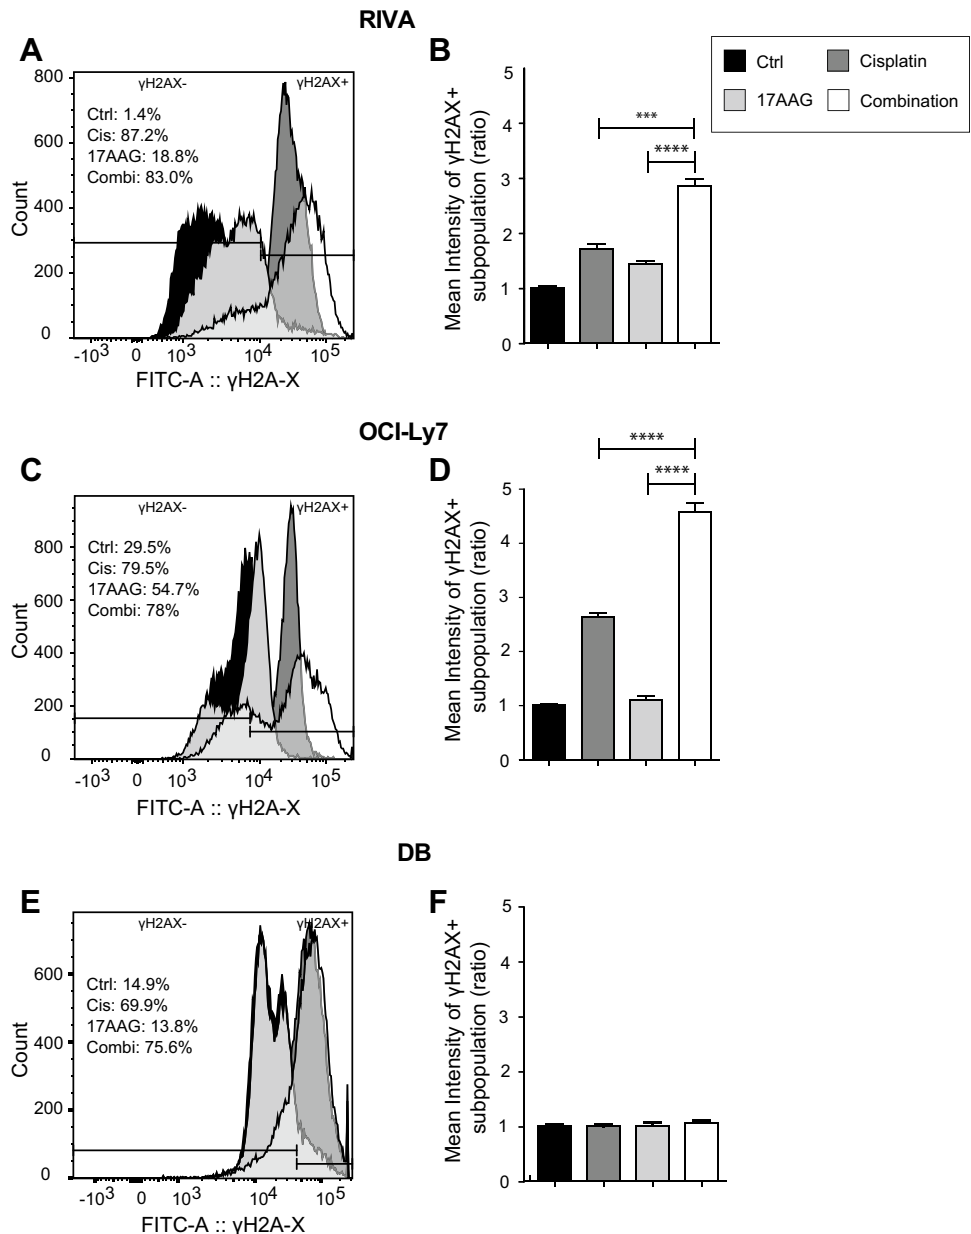 RIVA
A
γH2AX-
γH2AX+
Ctrl: 1.4%
Cis: 87.2%
17AAG: 18.8%
Combi: 83.0%
Count
800
600
400
200
0
-10³ 0 10³ 10⁴ 10⁵
FITC-A :: γH2A-X
B
Ctrl
Cisplatin
17AAG
Combination
Mean Intensity of γH2AX+
subpopulation (ratio)
5
4
3
2
1
0
***
****
OCI-Ly7
C
γH2AX-
γH2AX+
Ctrl: 29.5%
Cis: 79.5%
17AAG: 54.7%
Combi: 78%
Count
800
600
400
200
0
-10³ 0 10³ 10⁴ 10⁵
FITC-A :: γH2A-X
D
Mean Intensity of γH2AX+
subpopulation (ratio)
5
4
3
2
1
0
****
****
DB
E
γH2AX-
γH2AX+
Ctrl: 14.9%
Cis: 69.9%
17AAG: 13.8%
Combi: 75.6%
Count
600
400
200
0
-10³ 0 10³ 10⁴ 10⁵
FITC-A :: γH2A-X
F
Mean Intensity of γH2AX+
subpopulation (ratio)
5
4
3
2
1
0